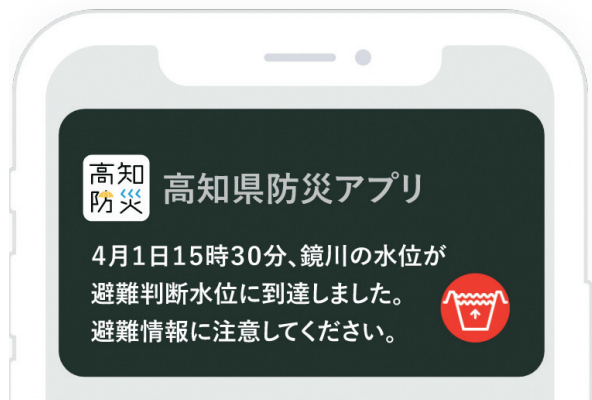 高知
防災
高知県防災アプリ
4月1日15時30分、鏡川の水位が
避難判断水位に到達しました。
避難情報に注意してください。